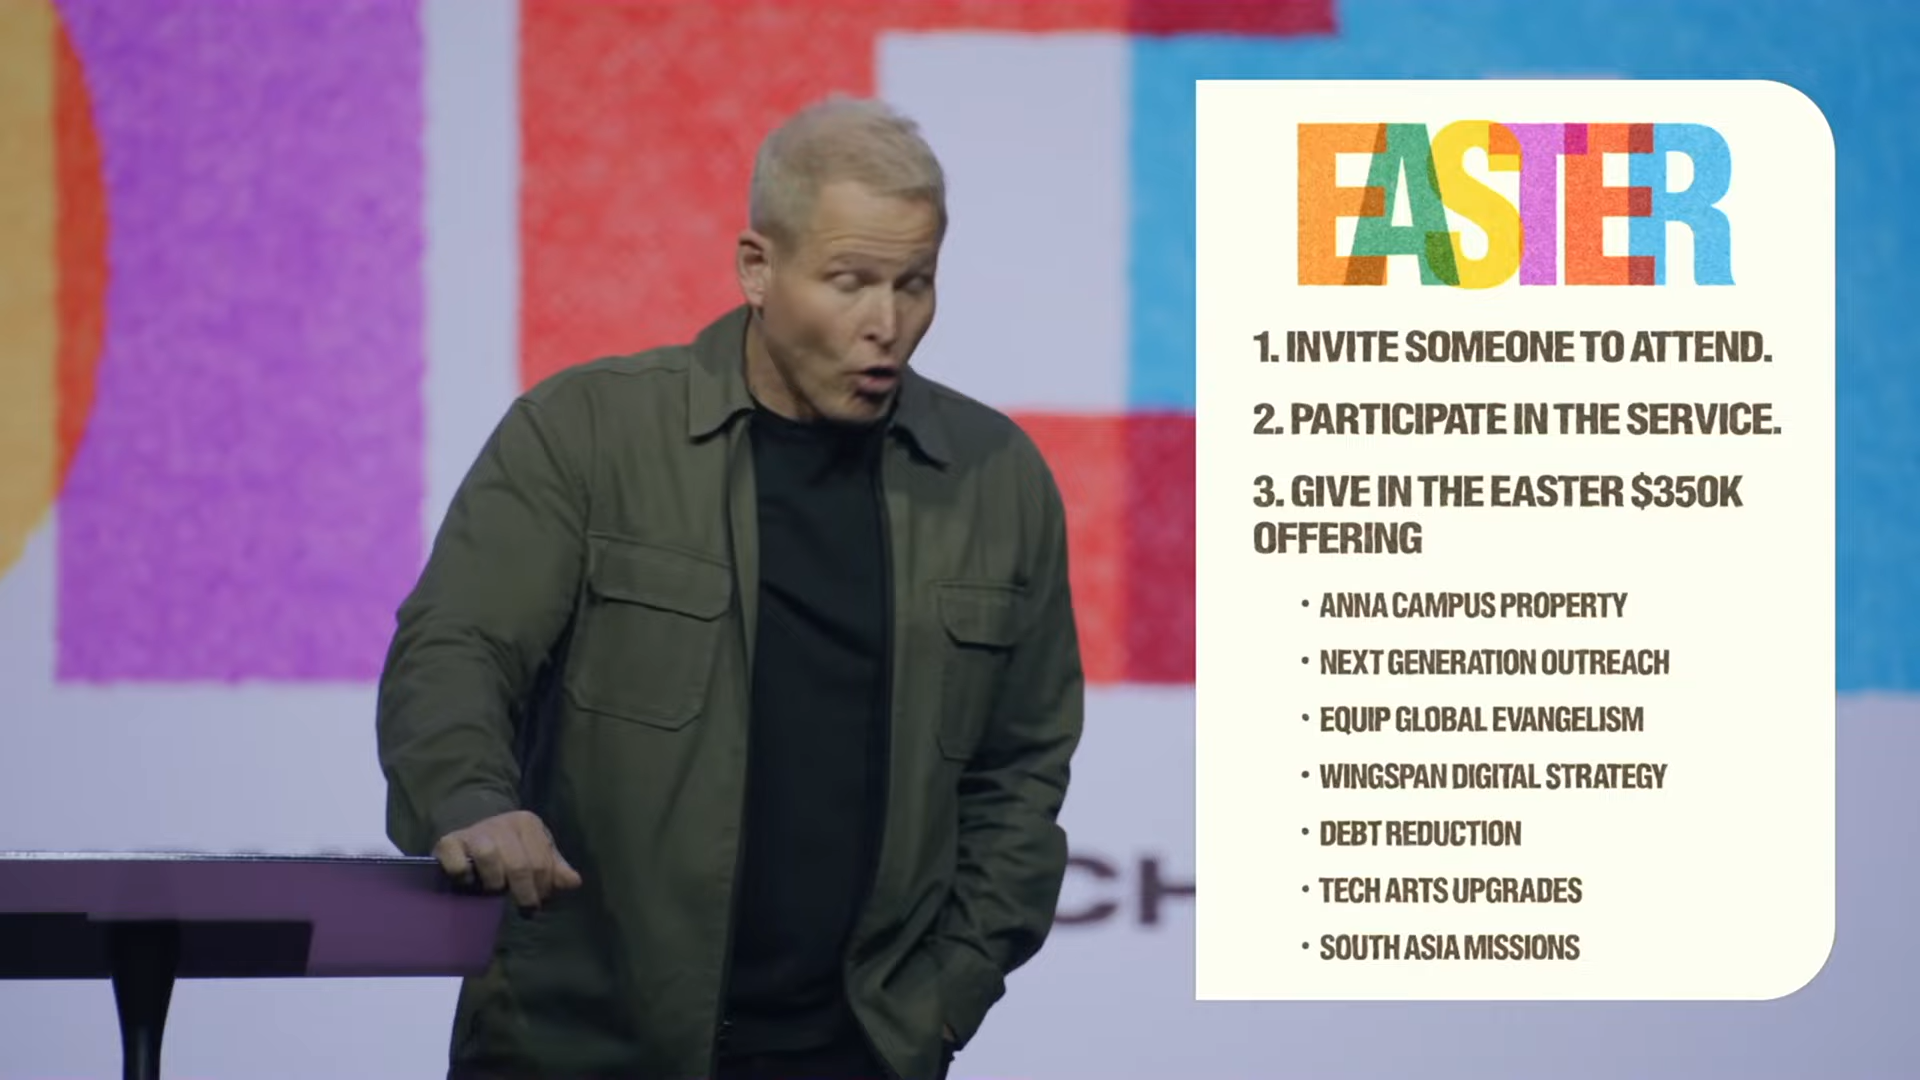 EASTER
1. INVITE SOMEONE TO ATTEND.
2. PARTICIPATE IN THE SERVICE.
3. GIVE IN THE EASTER $350K
OFFERING
• ANNA CAMPUS PROPERTY
• NEXT GENERATION OUTREACH
• EQUIP GLOBAL EVANGELISM
• WINGSPAN DIGITAL STRATEGY
• DEBT REDUCTION
• TECH ARTS UPGRADES
• SOUTH ASIA MISSIONS
CH